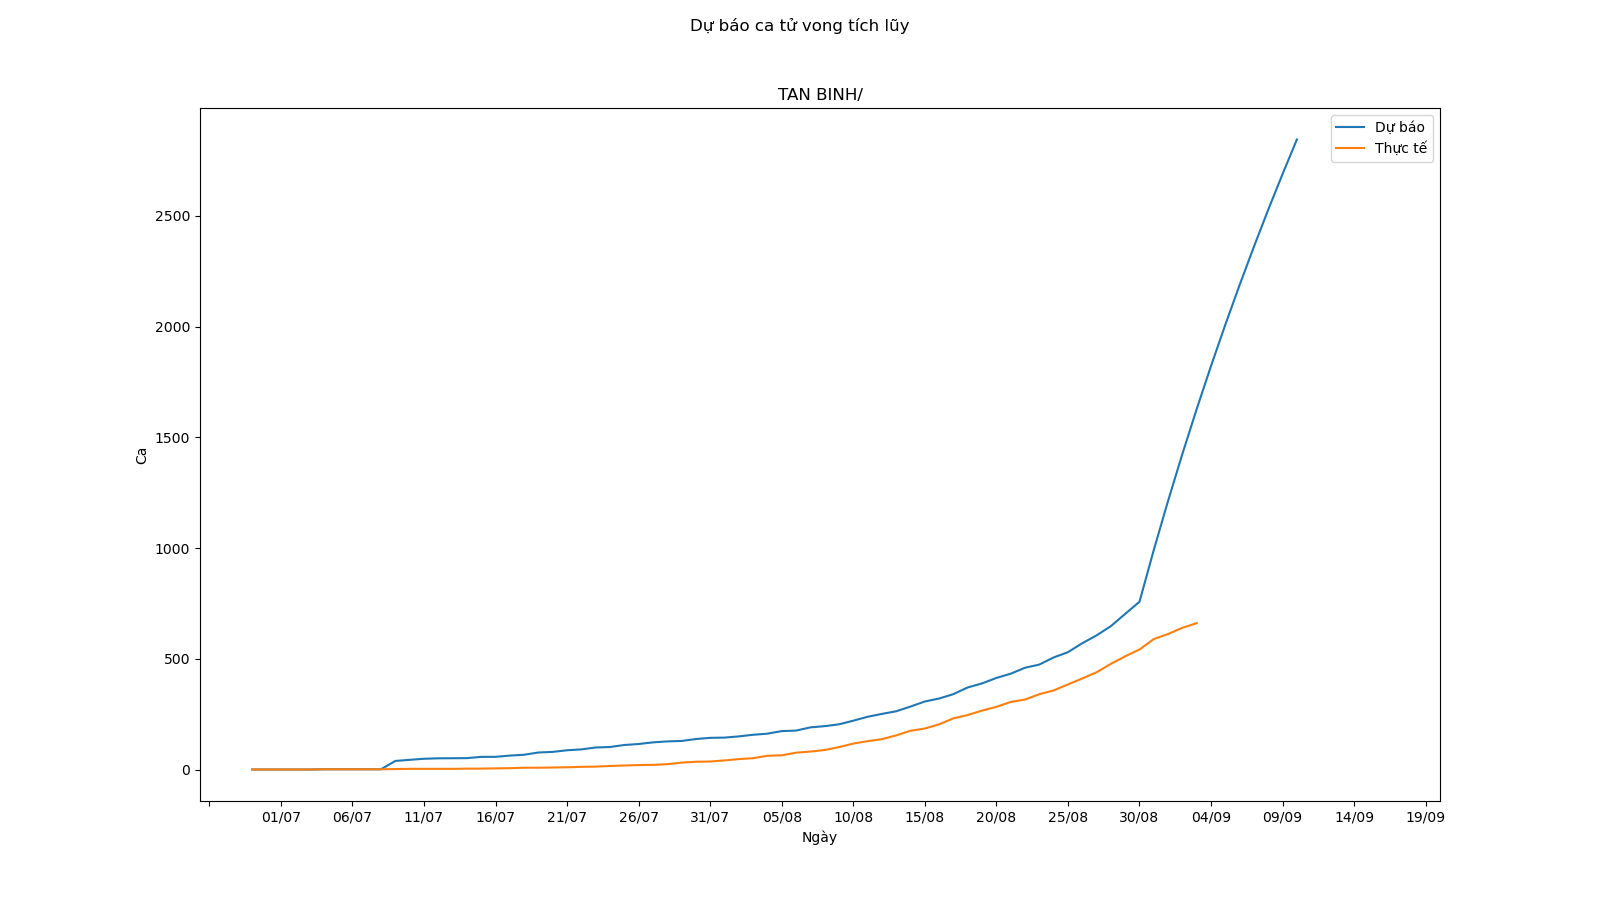 Dự báo ca tử vong tích lũy
TAN BINH/
Dự báo
Thực tế
2500
2000
1500
1000
500
0
Ca
01/07 06/07 11/07 16/07 21/07 26/07 31/07 05/08 10/08 15/08 20/08 25/08 30/08 04/09 09/09 14/09 19/09
Ngày